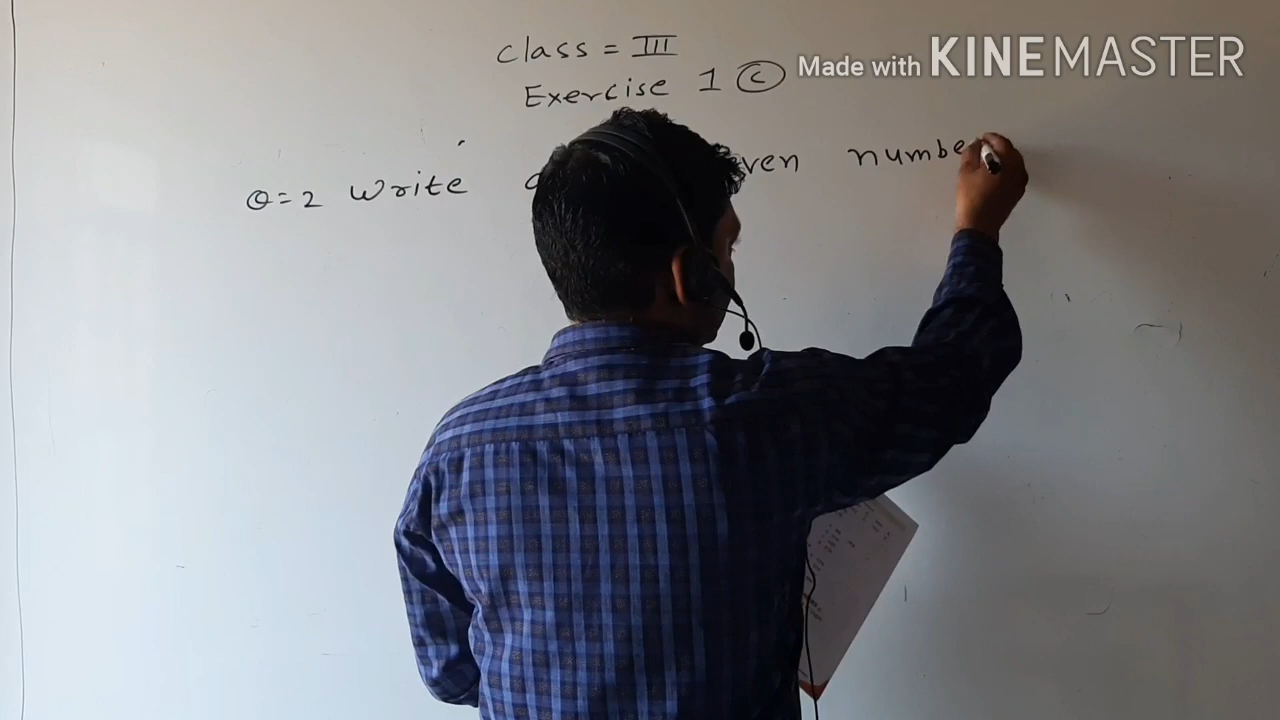 class = III
Made with KINEMASTER
Exercise 1 (c)
Q=2 Write even numbe